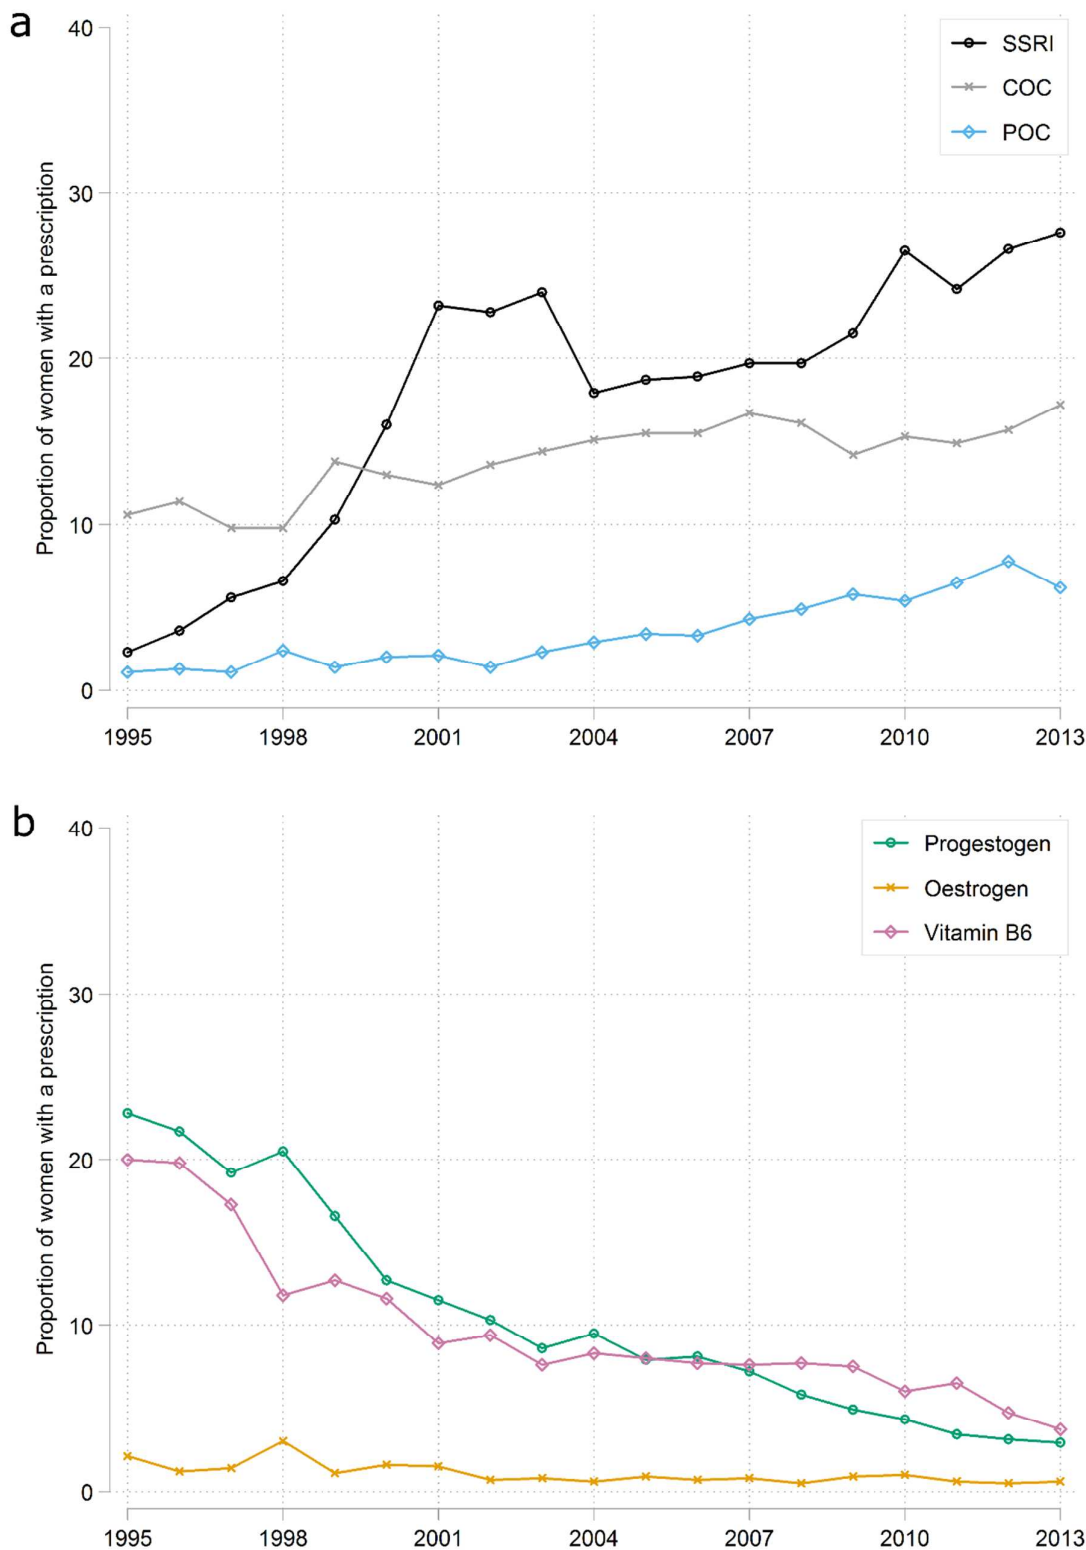 a
Proportion of women with a prescription
40
30
20
10
0
SSRI
COC
POC
1995 1998 2001 2004 2007 2010 2013
b
Proportion of women with a prescription
40
30
20
10
0
Progestogen
Oestrogen
Vitamin B6
1995 1998 2001 2004 2007 2010 2013